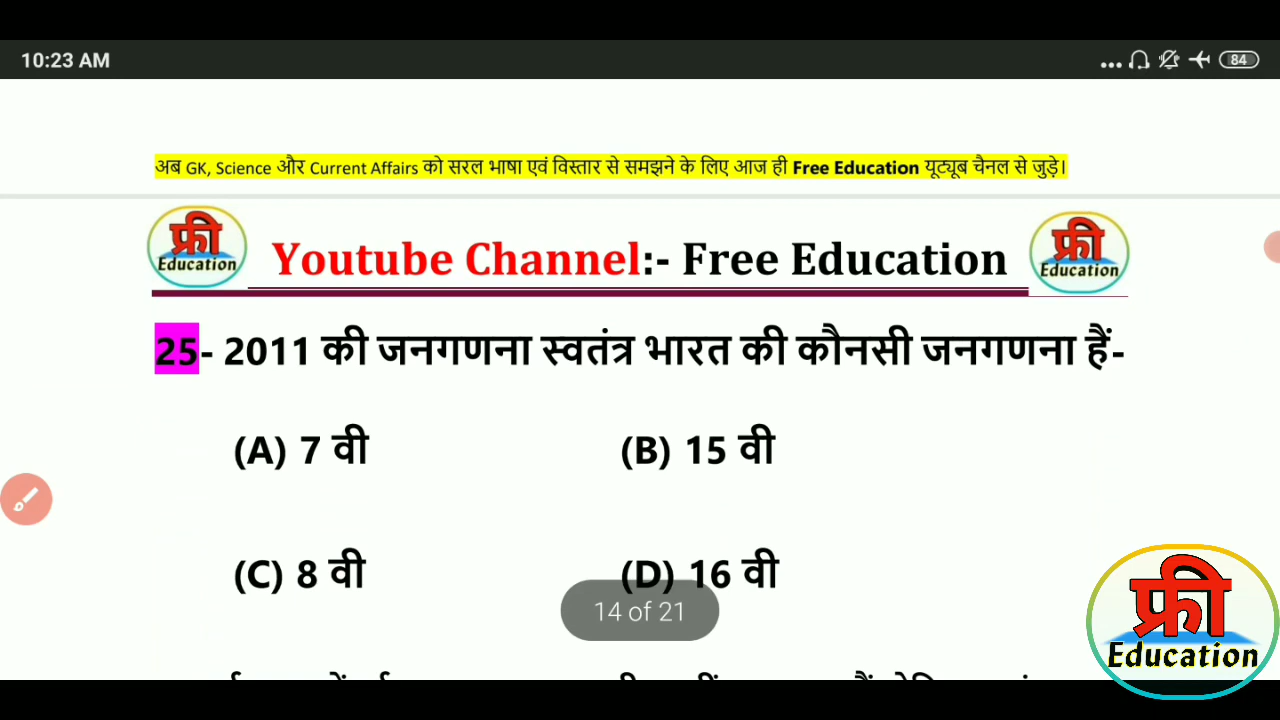 10:23 AM
84
अब GK, Science और Current Affairs को सरल भाषा एवं विस्तार से समझने के लिए आज ही Free Education यूट्यूब चैनल से जुड़े।
फ्री
Education
Youtube Channel:- Free Education
फ्री
Education
25- 2011 की जनगणना स्वतंत्र भारत की कौनसी जनगणना हैं-
(A) 7 वी
(B) 15 वी
(C) 8 वी
(D) 16 वी
14 of 21
फ्री
Education